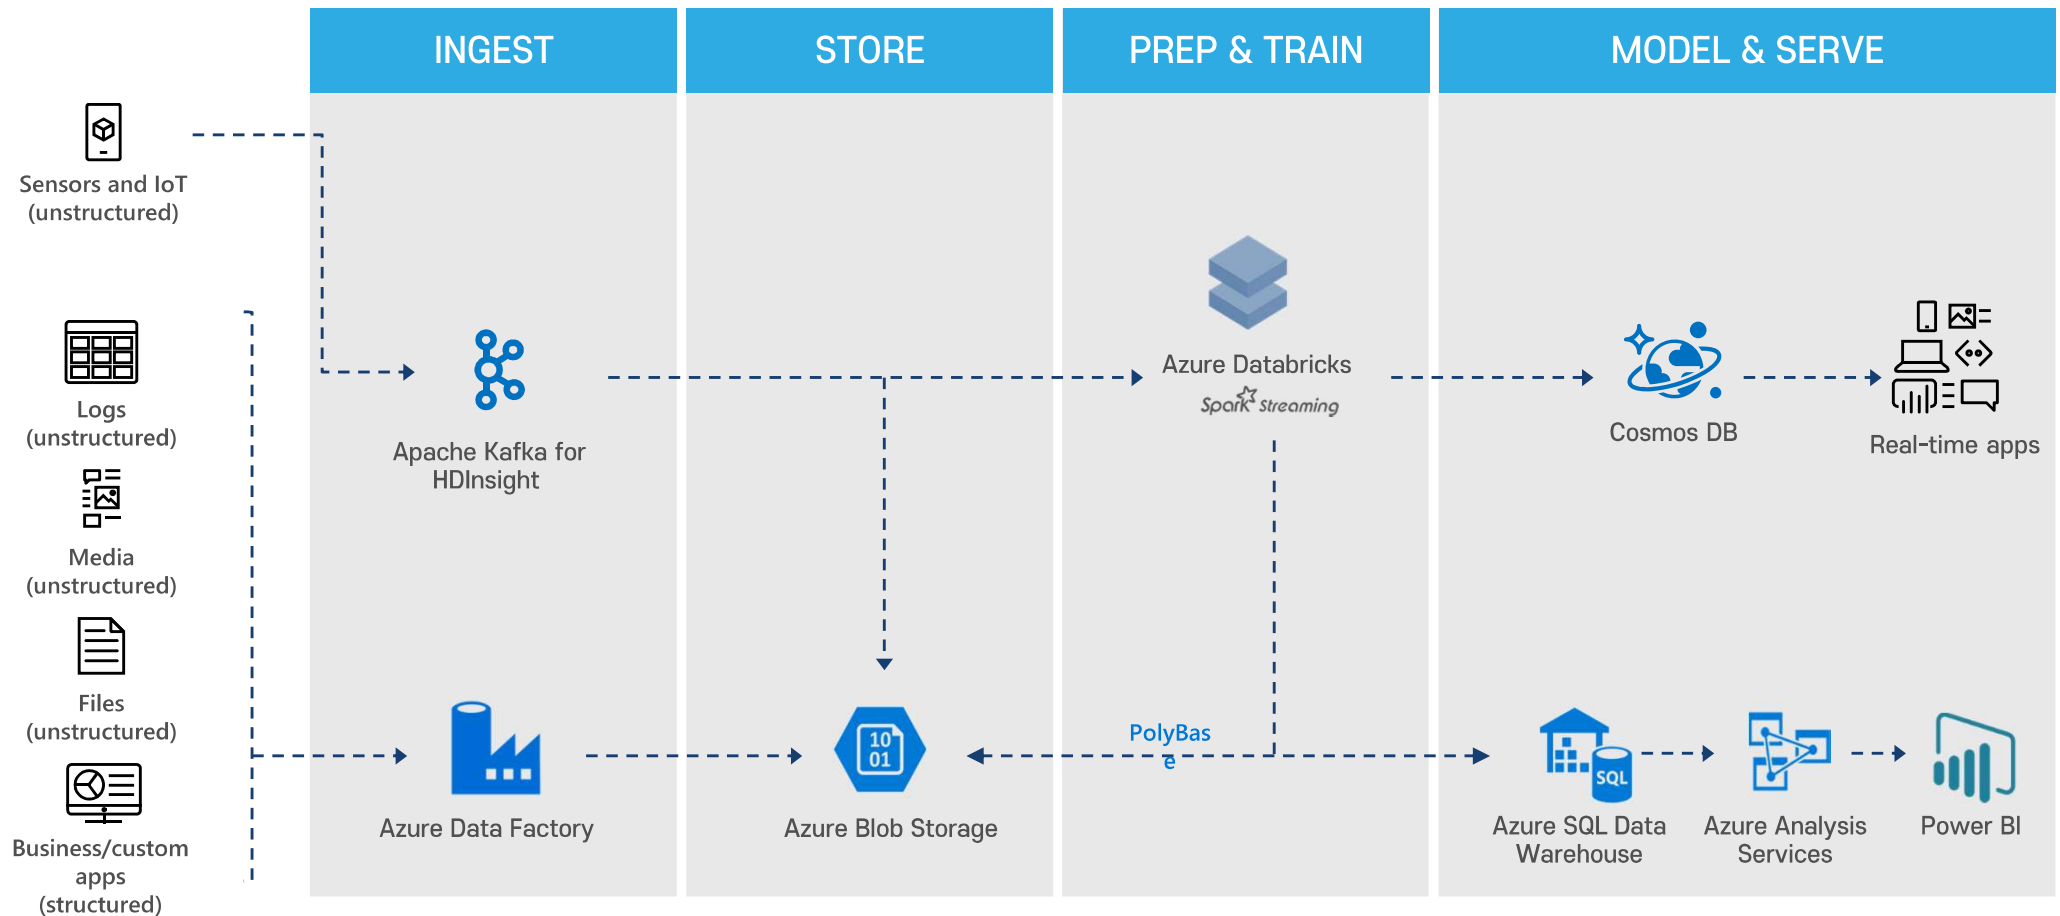 INGEST
STORE
PREP & TRAIN
MODEL & SERVE
Sensors and IoT
(unstructured)
Logs
(unstructured)
Media
(unstructured)
Files
(unstructured)
Business/custom
apps
(structured)
Apache Kafka for
HDInsight
Azure Data Factory
10
01
Azure Blob Storage
Azure Databricks
Spark Streaming
PolyBas
e
Cosmos DB
Real-time apps
SQL
Azure SQL Data
Warehouse
Azure Analysis
Services
Power BI